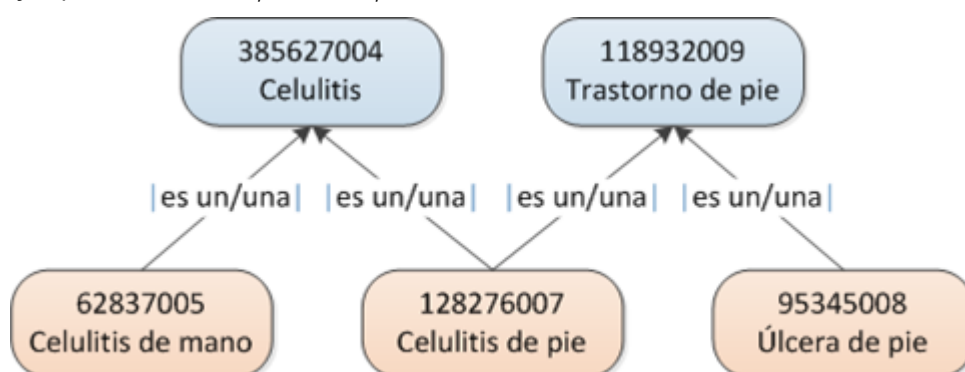 385627004
Celulitis
118932009
Trastorno de pie
|es un/una| |es un/una| |es un/una| |es un/una|
62837005
Celulitis de mano
128276007
Celulitis de pie
95345008
Úlcera de pie